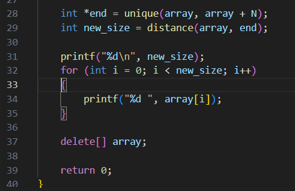 28 int *end = unique(array, array + N);
29 int new_size = distance(array, end);
30
31 printf("%d\n", new_size);
32 for (int i = 0; i < new_size; i++)
33 {
34 printf("%d ", array[i]);
35 }
36
37 delete[] array;
38
39 return 0;
40 }